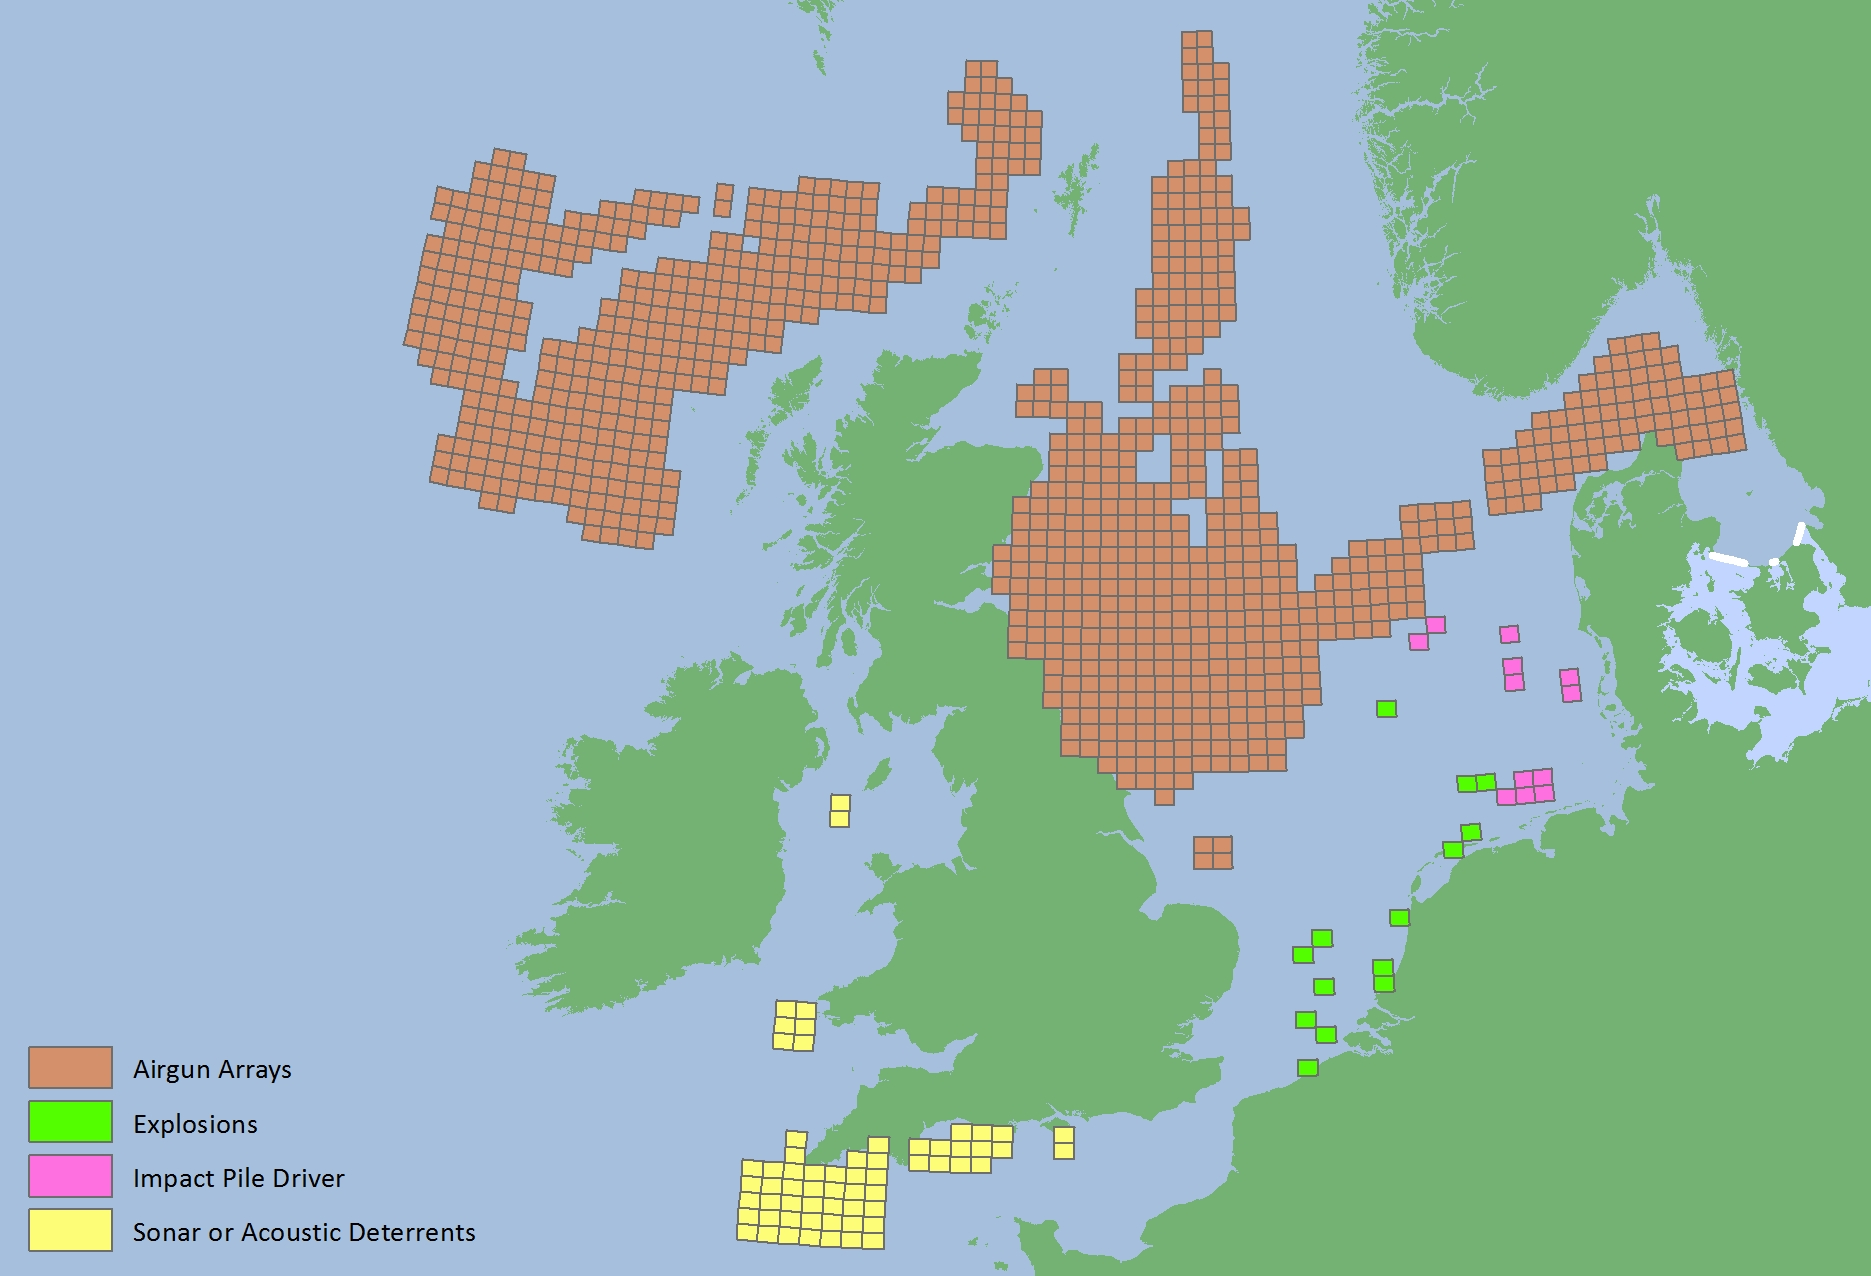 Airgun Arrays
Explosions
Impact Pile Driver
Sonar or Acoustic Deterrents